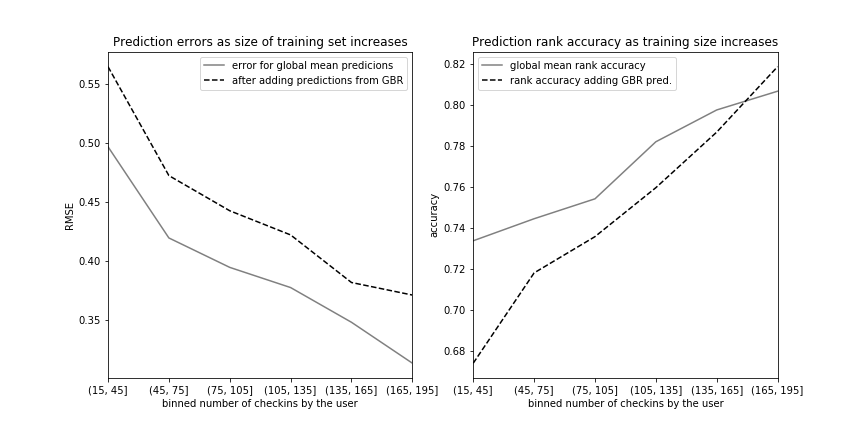 Prediction errors as size of training set increases
error for global mean predicions
after adding predictions from GBR
0.55
0.50
0.45
0.40
0.35
RMSE
(15, 45] (45, 75] (75, 105] (105, 135] (135, 165] (165, 195]
binned number of checkins by the user
Prediction rank accuracy as training size increases
global mean rank accuracy
rank accuracy adding GBR pred.
0.82
0.80
0.78
0.76
0.74
0.72
0.70
0.68
accuracy
(15, 45] (45, 75] (75, 105] (105, 135] (135, 165] (165, 195]
binned number of checkins by the user